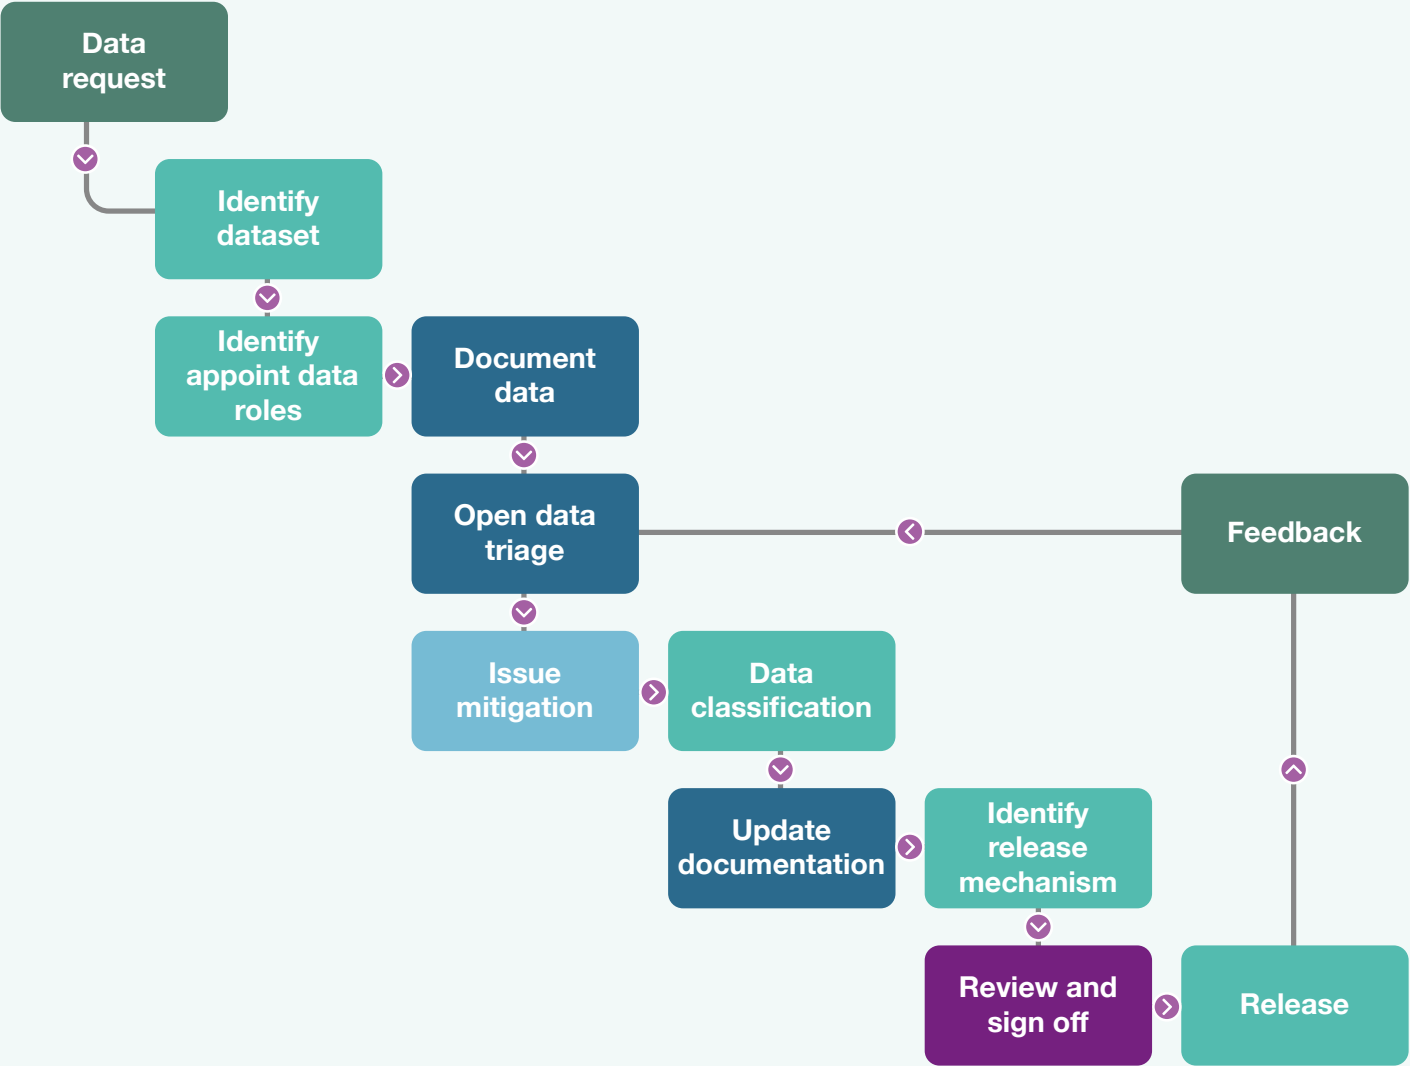 Data
request
Identify
dataset
Identify
appoint data
roles
Document
data
Open data
triage
Feedback
Issue
mitigation
Data
classification
Update
documentation
Identify
release
mechanism
Review and
sign off
Release